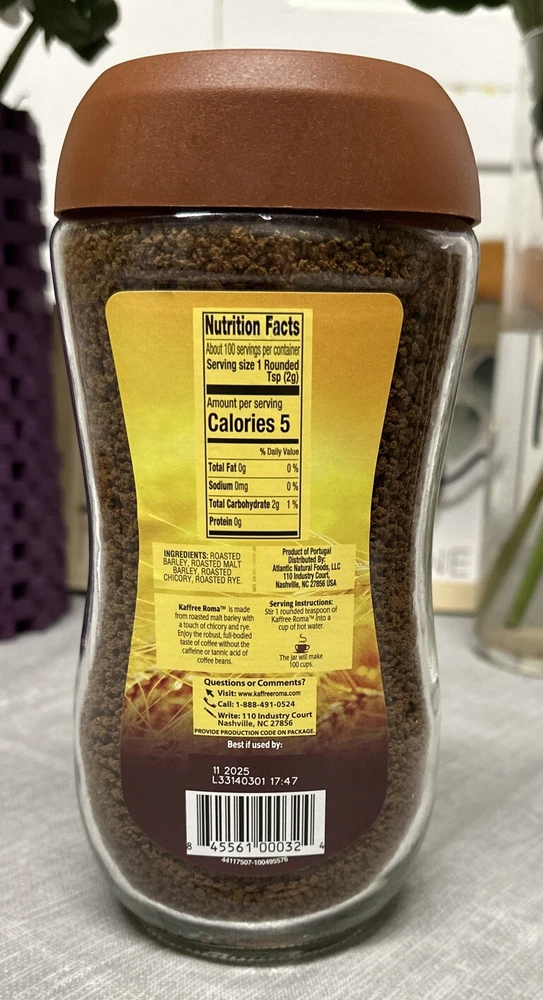 Nutrition Facts
About 100 servings per container
Serving size 1 Rounded
Tsp (2g)
Amount per serving
Calories 5
% Daily Value
Total Fat 0g 0%
Sodium 0mg 0%
Total Carbohydrate 2g 1%
Protein 0g
INGREDIENTS: ROASTED
BARLEY, ROASTED MALT
BARLEY, ROASTED
CHICORY, ROASTED RYE.
Product of Portugal
Distributed By:
Atlantic Natural Foods, LLC
110 Industry Court,
Nashville, NC 27856 USA
Kaffree Roma™ is made
from roasted malt barley with
a touch of chicory and rye.
Enjoy the robust, full-bodied
taste of coffee without the
caffeine or tannic acid of
coffee beans.
Serving Instructions:
Stir 1 rounded teaspoon of
Kaffree Roma™ into a
cup of hot water.
The jar will make
100 cups.
Questions or Comments?
Visit: www.kaffreeroma.com
Call: 1-888-491-0524
Write: 110 Industry Court
Nashville, NC 27856
PROVIDE PRODUCTION CODE ON PACKAGE.
Best if used by:
11 2025
L33140301 17:47
8 45561 00032 4
44117507-100495576
NE